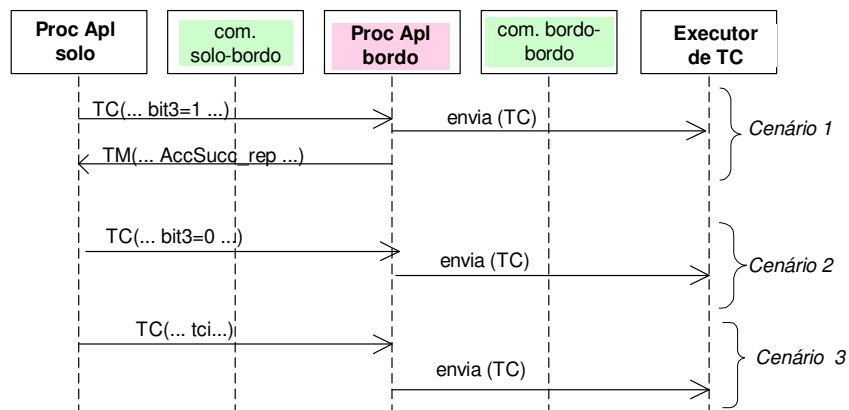 Proc Apl
solo
com.
solo-bordo
Proc Apl
bordo
com. bordo-
bordo
Executor
de TC
TC(... bit3=1 ...)
envia (TC)
Cenário 1
TM(... AccSucc_rep ...)
TC(... bit3=0 ...)
envia (TC)
Cenário 2
TC(... tci...)
envia (TC)
Cenário 3